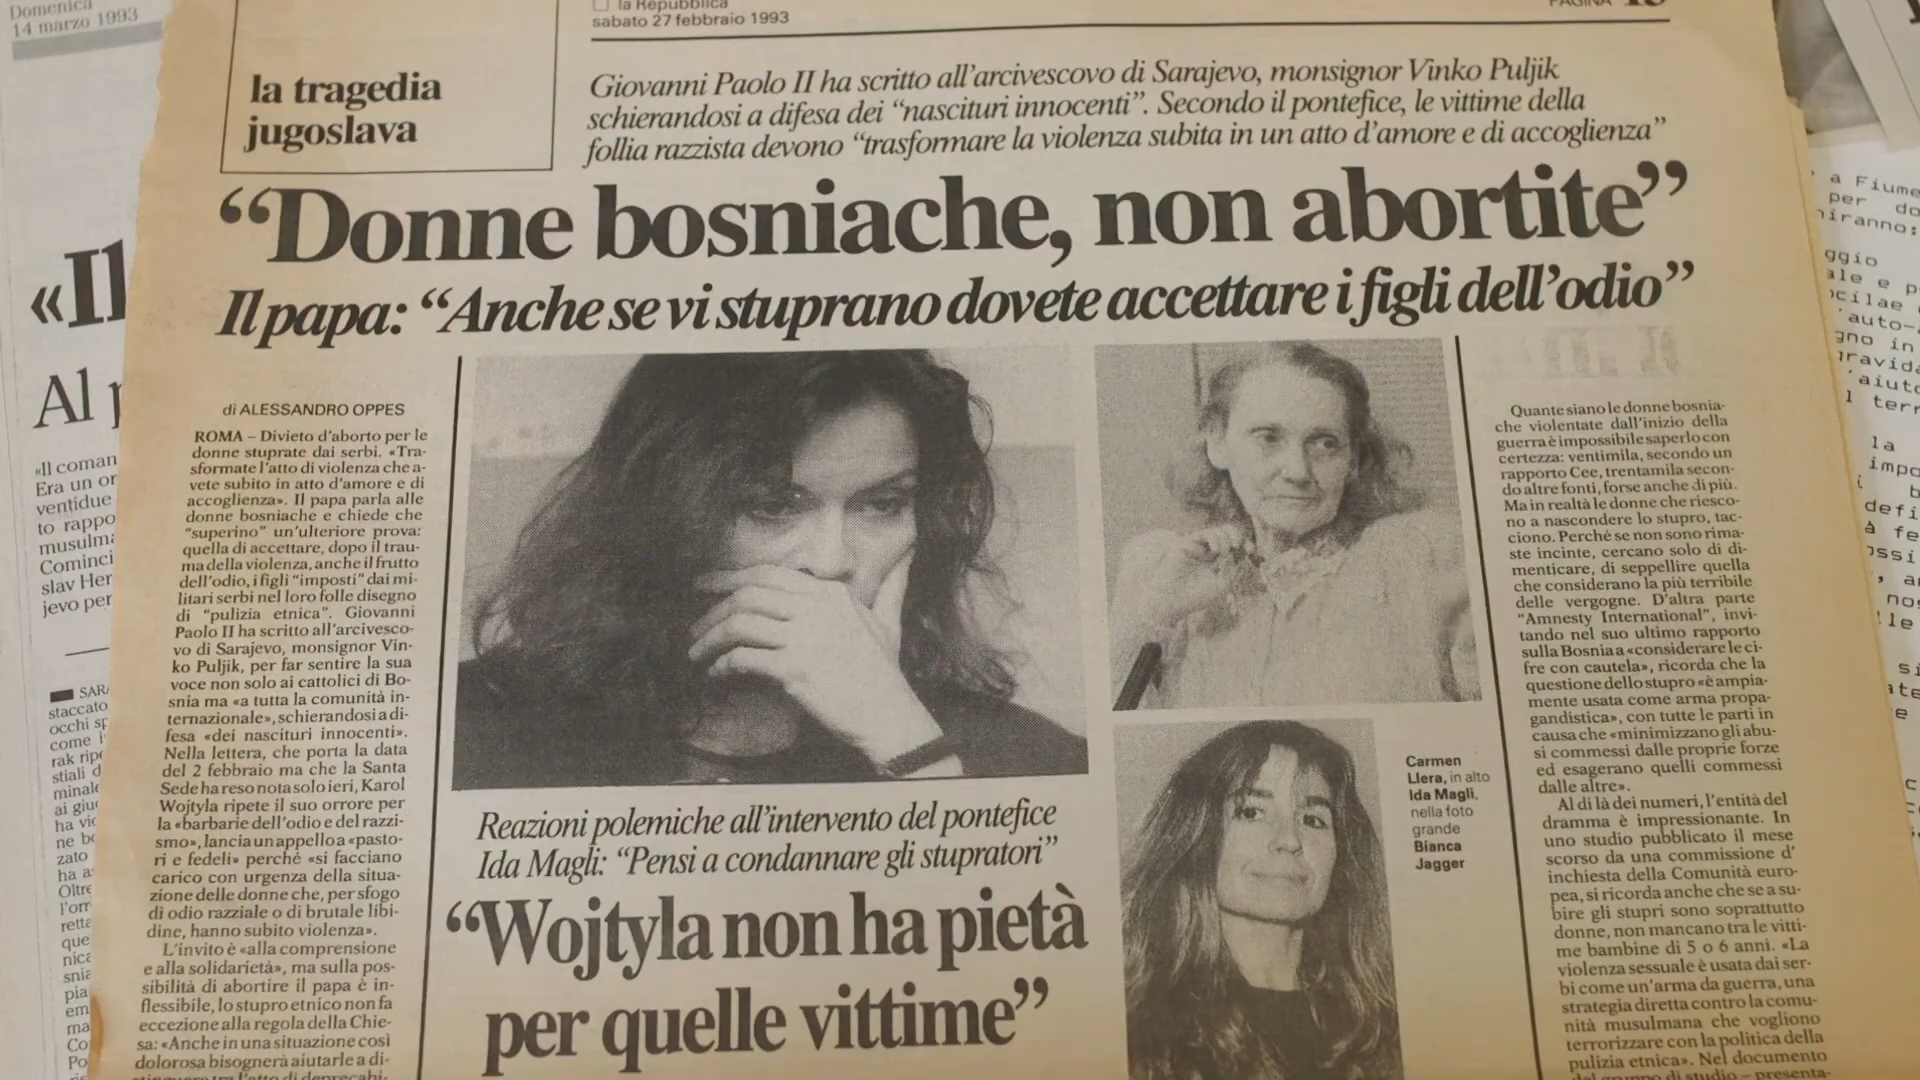 Domenica
14 marzo 1993
la Repubblica
sabato 27 febbraio 1993
PAGINA
la tragedia
jugoslava
Giovanni Paolo II ha scritto all'arcivescovo di Sarajevo, monsignor Vinko Puljik
schierandosi a difesa dei “nascituri innocenti”. Secondo il pontefice, le vittime della
follia razzista devono “trasformare la violenza subita in un atto d'amore e di accoglienza”
“Donne bosniache, non abortite”
Il papa: “Anche se vi stuprano dovete accettare i figli dell'odio”
di ALESSANDRO OPPES
ROMA – Divieto d'aborto per le
donne stuprate dai serbi. «Tra-
sformate l'atto di violenza che a-
vete subito in atto d'amore e di
accoglienza». Il papa parla alle
donne bosniache e chiede che
“superino” un'ulteriore prova:
quella di accettare, dopo il trau-
ma della violenza, anche il frutto
dell'odio, i figli “imposti” dai mi-
litari serbi nel loro folle disegno
di “pulizia etnica”. Giovanni
Paolo II ha scritto all'arcivesco-
vo di Sarajevo, monsignor Vin-
ko Puljik, per far sentire la sua
voce non solo ai cattolici di Bo-
snia ma «a tutta la comunità in-
ternazionale», schierandosi a di-
fesa «dei nascituri innocenti».
Nella lettera, che porta la data
del 2 febbraio ma che la Santa
Sede ha reso nota solo ieri, Karol
Wojtyla ripete il suo orrore per
la «barbarie dell'odio e del razzi-
smo», lancia un appello a «pasto-
ri e fedeli» perché «si facciano
carico con urgenza della situa-
zione delle donne che, per sfogo
di odio razziale o di brutale libi-
dine, hanno subito violenza».
L'invito è «alla comprensione
e alla solidarietà», ma sulla pos-
sibilità di abortire il papa è in-
flessibile, lo stupro etnico non fa
eccezione alla regola della Chie-
sa: «Anche in una situazione così
dolorosa bisognerà aiutarle a di-
Reazioni polemiche all'intervento del pontefice
Ida Magli: “Pensi a condannare gli stupratori”
“Wojtyla non ha pietà
per quelle vittime”
Carmen
Llera, in alto
Ida Magli,
nella foto
grande
Bianca
Jagger
Quante siano le donne bosnia-
che violentate dall'inizio della
guerra è impossibile saperlo con
certezza: ventimila, secondo un
rapporto Cee, trentamila secon-
do altre fonti, forse anche di più.
Ma in realtà le donne che riesco-
no a nascondere lo stupro, tac-
ciono. Perché se non sono rima-
ste incinte, cercano solo di di-
menticare, di seppellire quella
che considerano la più terribile
delle vergogne. D'altra parte
“Amnesty International”, invi-
tando nel suo ultimo rapporto
sulla Bosnia a «considerare le ci-
fre con cautela», ricorda che la
questione dello stupro «è ampia-
mente usata come arma propa-
gandistica», con tutte le parti in
causa che «minimizzano gli abu-
si commessi dalle proprie forze
ed esagerano quelli commessi
dalle altre».
Al di là dei numeri, l'entità del
dramma è impressionante. In
uno studio pubblicato il mese
scorso da una commissione d'
inchiesta della Comunità euro-
pea, si ricorda anche che se a su-
bire gli stupri sono soprattutto
donne, non mancano tra le vitti-
me bambine di 5 o 6 anni. «La
violenza sessuale è usata dai ser-
bi come un'arma da guerra, una
strategia diretta contro la comu-
nità musulmana che vogliono
terrorizzare con la politica della
pulizia etnica». Nel documento
«Il
Al
«Il coman
Era un or
ventidue
to rappo
musulma
Cominci
slav Her
jevo per
staccato
occhi sp
a Fiume
per do